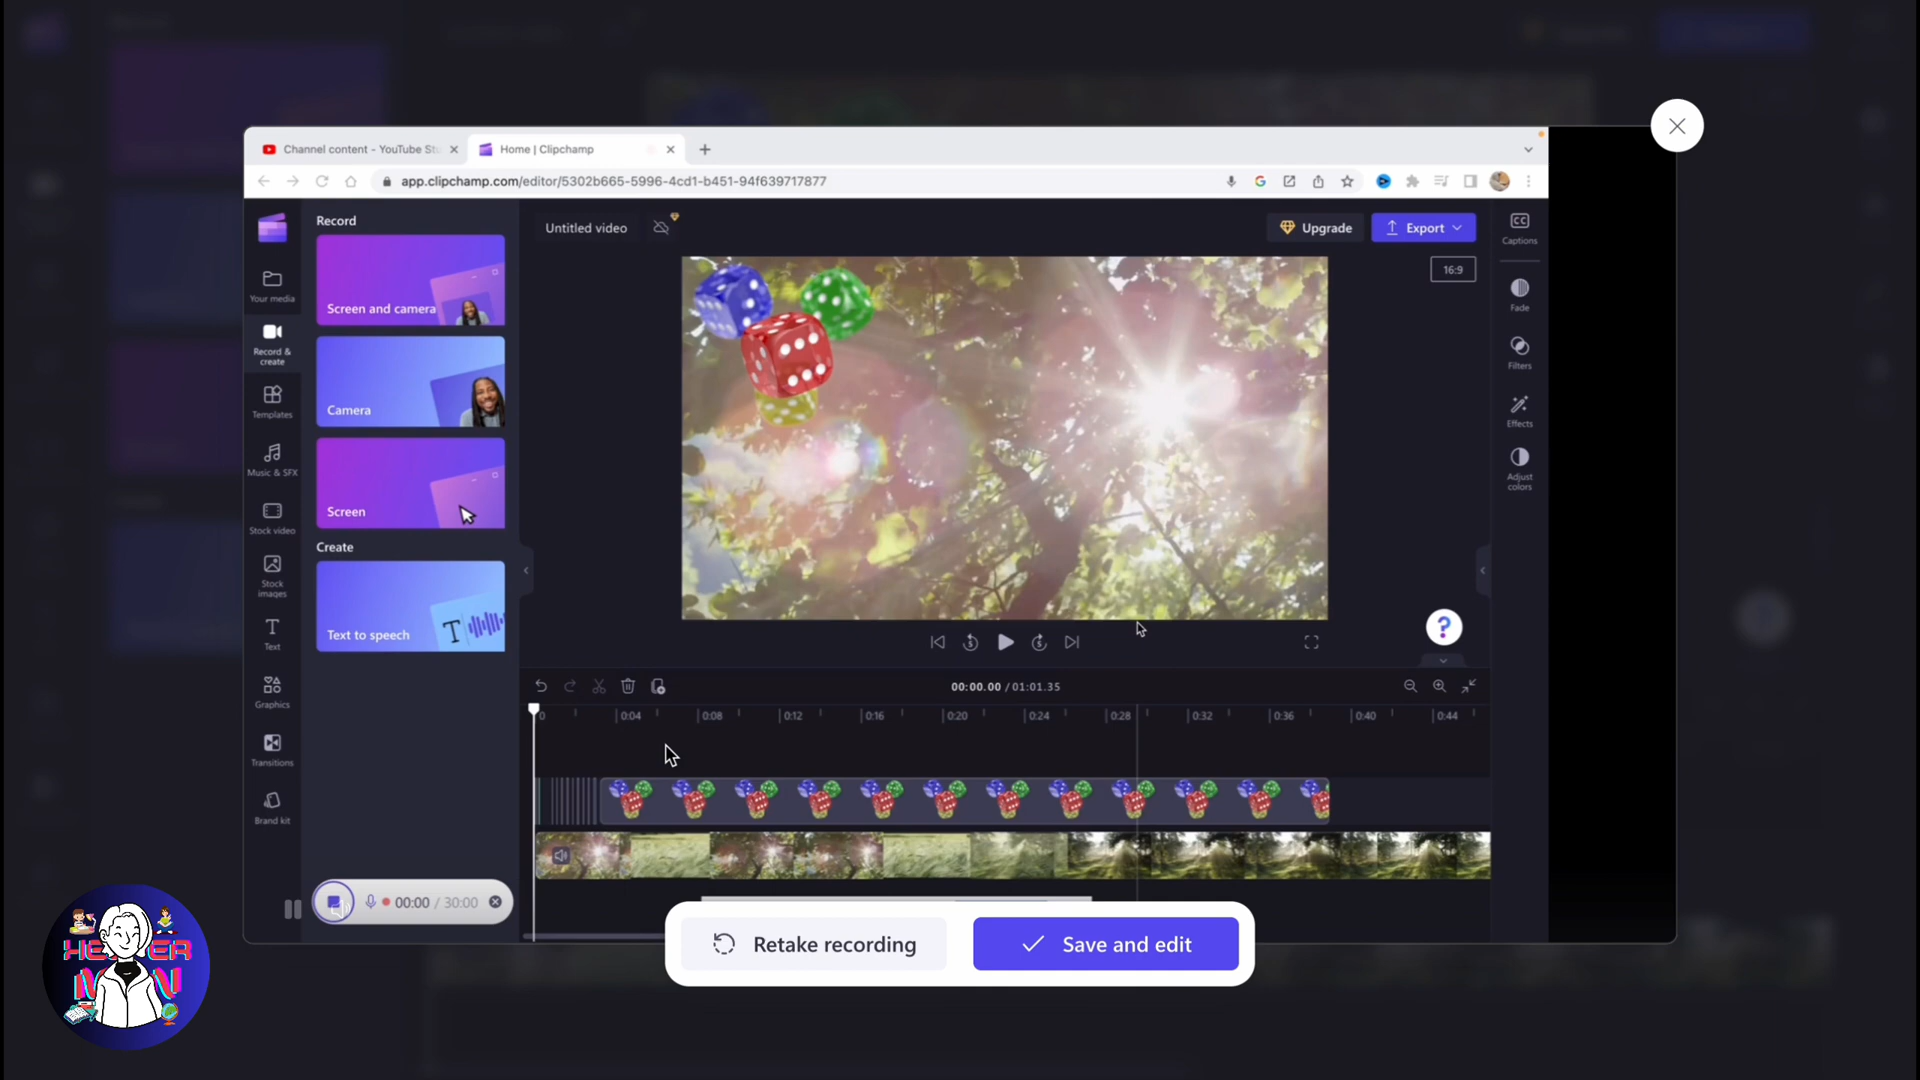 Channel content - YouTube Stu
Home | Clipchamp
app.clipchamp.com/editor/5302b665-5996-4cd1-b451-94f639717877
Record
Untitled video
Upgrade
Export
CC
Captions
16:9
Your media
Screen and camera
Fade
Record & create
Filters
Templates
Camera
Effects
Music & SFX
Adjust colors
Stock video
Screen
Create
Stock images
Text
T
Text to speech
?
Graphics
00:00.00 / 01:01.35
0 0:04 0:08 0:12 0:16 0:20 0:24 0:28 0:32 0:36 0:40 0:44
Transitions
Brand kit
00:00 / 30:00
Retake recording
Save and edit